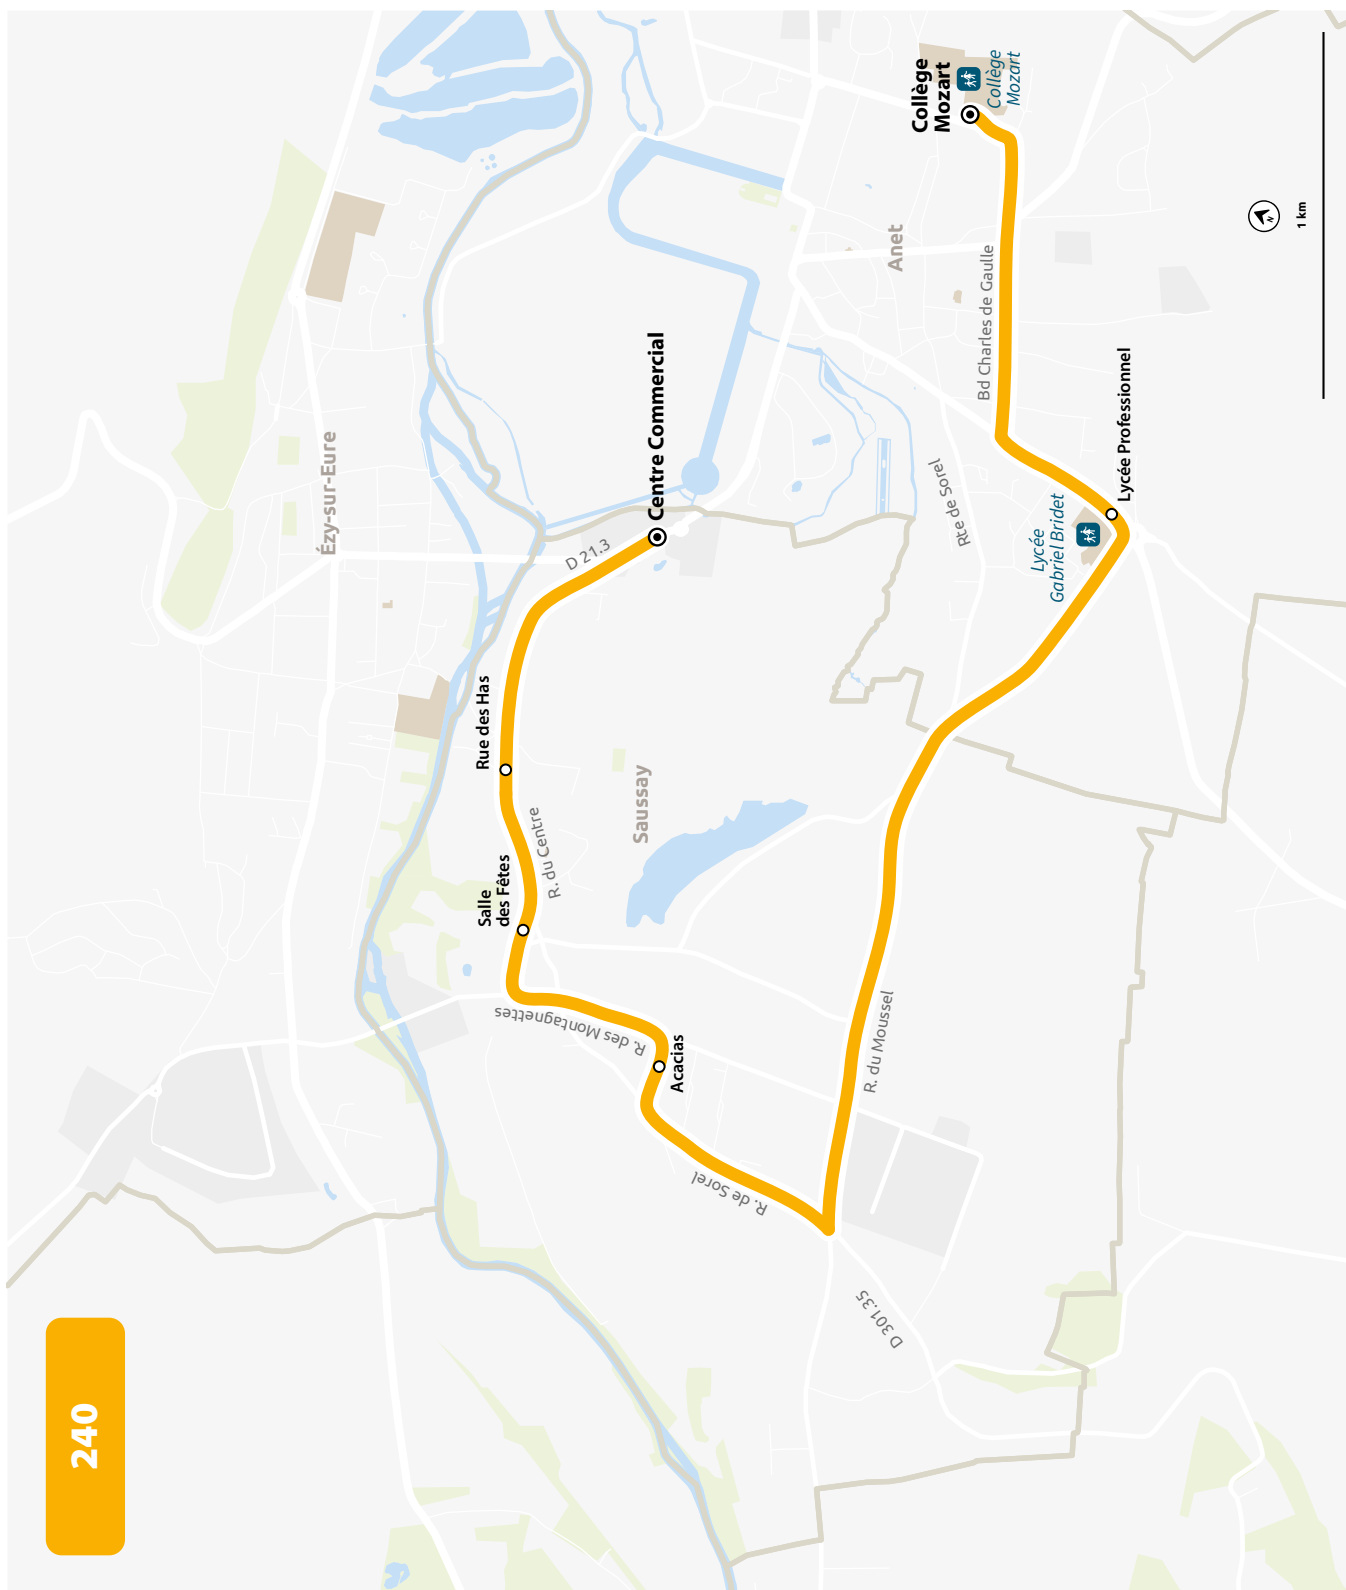 240
Ézy-sur-Eure
Rue des Has
Salle
des Fêtes
R. du Centre
R. des Montagnettes
D 21.3
Centre Commercial
Saussay
Acacias
R. de Sorel
D 301.35
R. du Moussel
Anet
Collège
Mozart
Collège
Mozart
Bd Charles de Gaulle
Rte de Sorel
Lycée
Gabriel Bridet
Lycée Professionnel
N
1 km